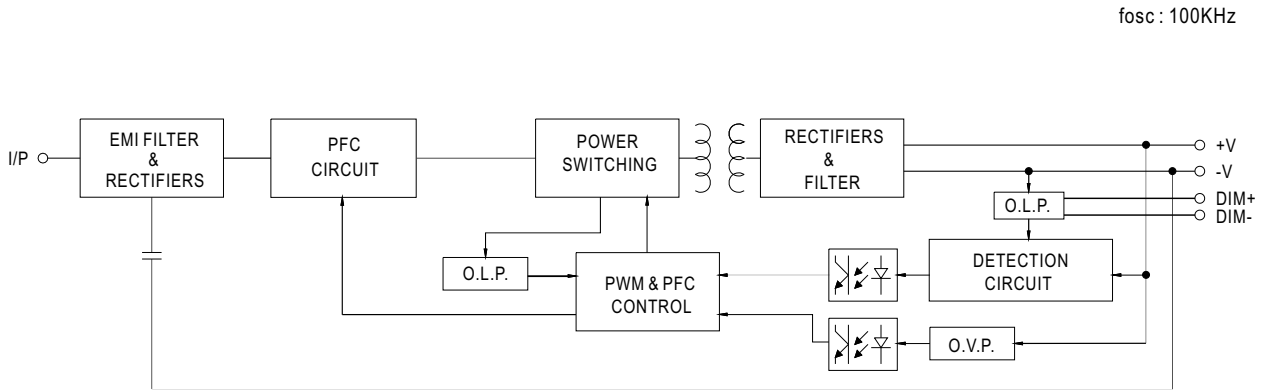 fosc : 100KHz
I/P
EMI FILTER
&
RECTIFIERS
PFC
CIRCUIT
POWER
SWITCHING
RECTIFIERS
&
FILTER
+V
-V
DIM+
DIM-
O.L.P.
O.L.P.
PWM & PFC
CONTROL
DETECTION
CIRCUIT
O.V.P.